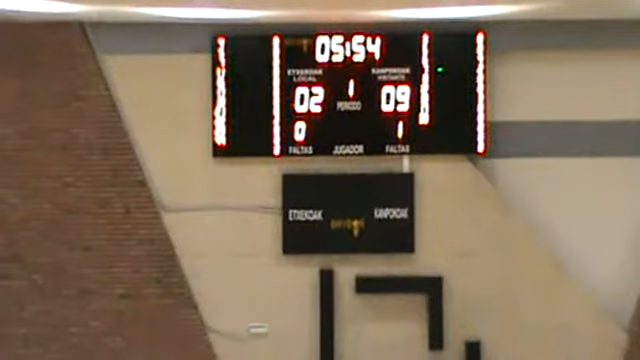 05:54
ETXEKOAK KANPOKOAK
LOCAL VISITANTE
02 1 09
PERIODO
0 1
FALTAS JUGADOR FALTAS
ETXEKOAK KANPOKOAK